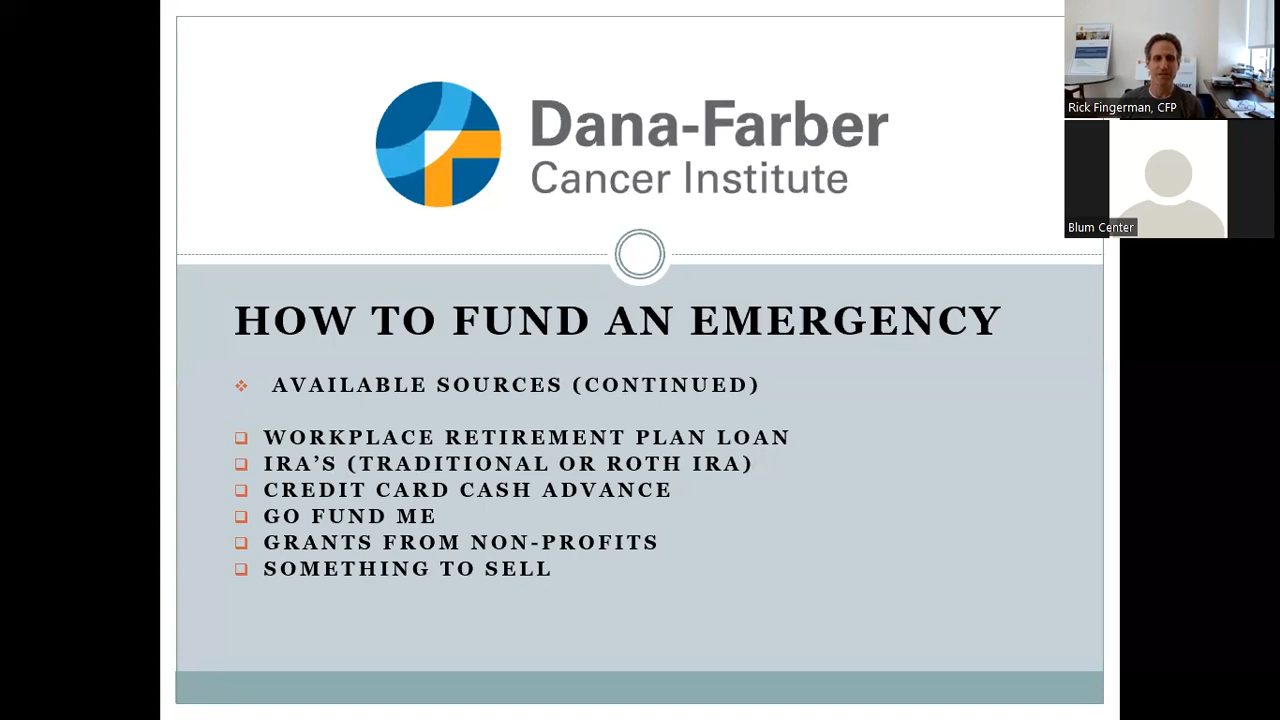 Dana-Farber
Cancer Institute
HOW TO FUND AN EMERGENCY
AVAILABLE SOURCES (CONTINUED)
WORKPLACE RETIREMENT PLAN LOAN
IRA'S (TRADITIONAL OR ROTH IRA)
CREDIT CARD CASH ADVANCE
GO FUND ME
GRANTS FROM NON-PROFITS
SOMETHING TO SELL
Rick Fingerman, CFP
Blum Center